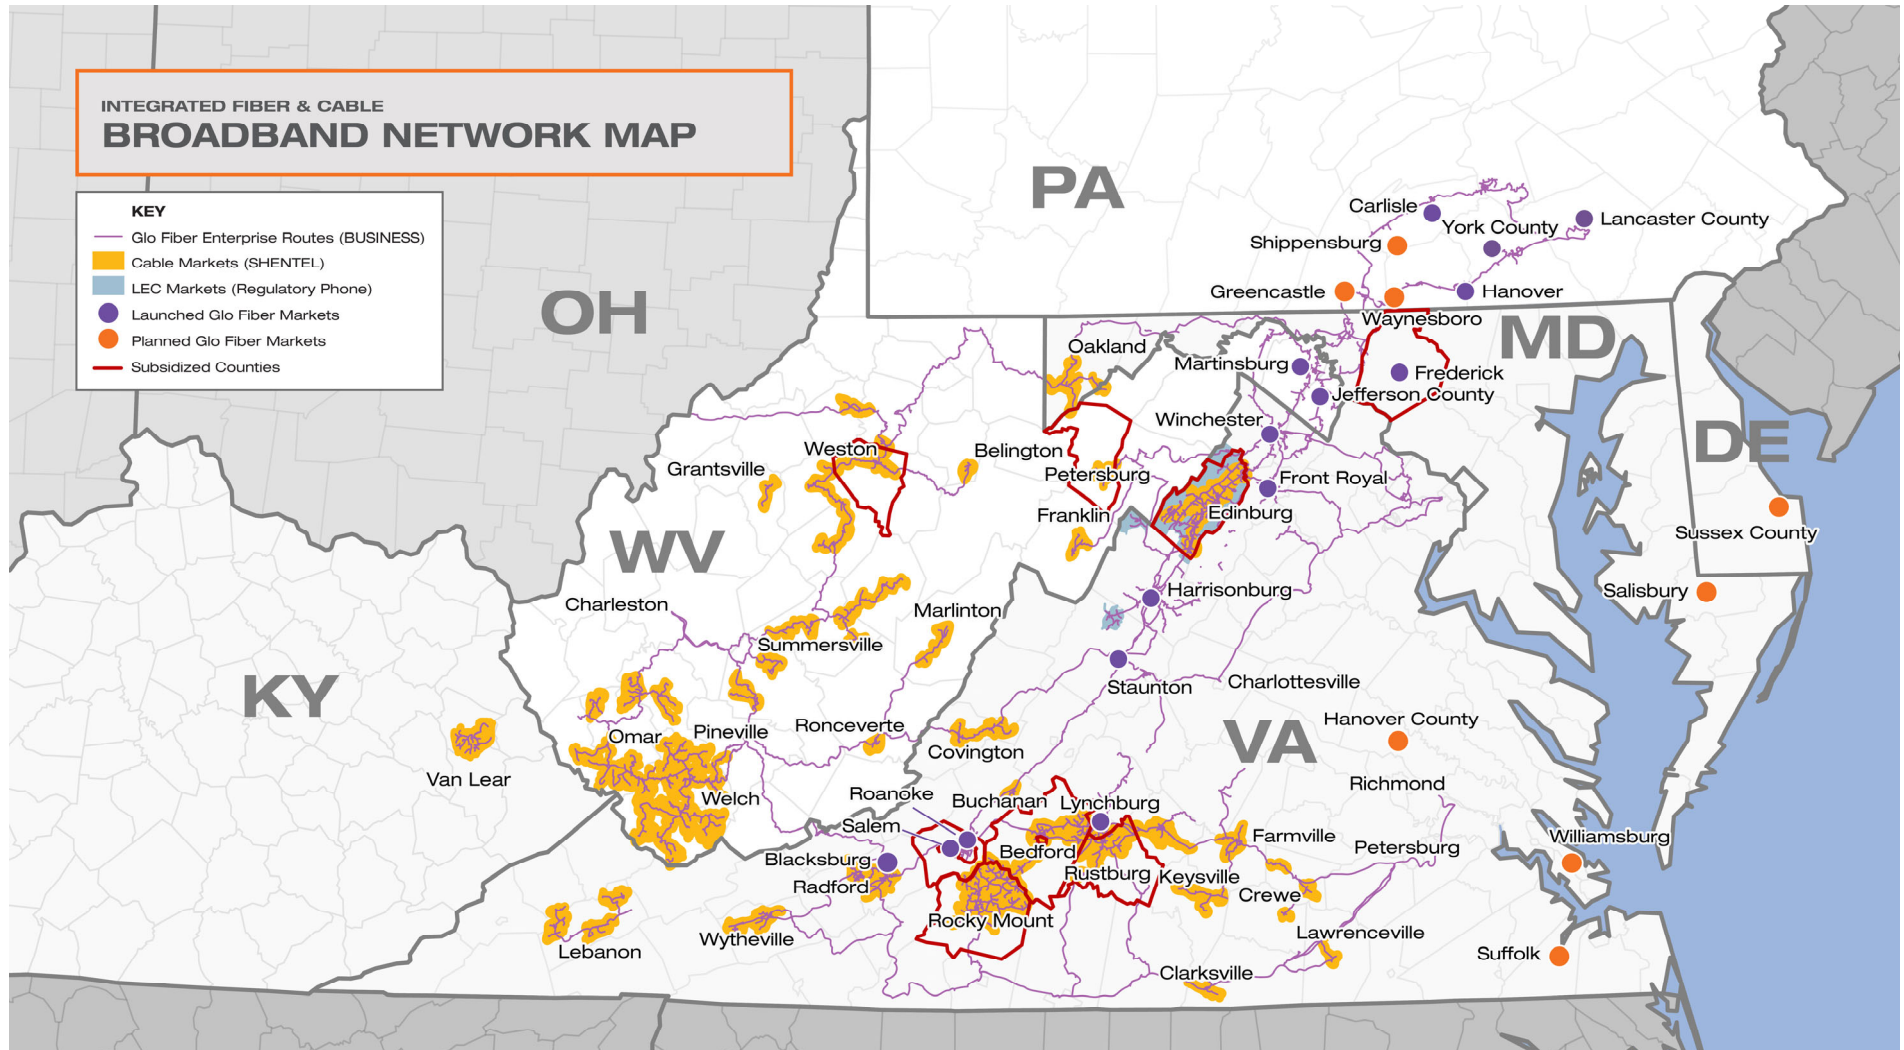 INTEGRATED FIBER & CABLE
BROADBAND NETWORK MAP
KEY
Glo Fiber Enterprise Routes (BUSINESS)
Cable Markets (SHENTEL)
LEC Markets (Regulatory Phone)
Launched Glo Fiber Markets
Planned Glo Fiber Markets
Subsidized Counties
PA
Carlisle
York County
Lancaster County
Shippensburg
Greencastle
Hanover
Waynesboro
OH
MD
Oakland
Martinsburg
Frederick
Jefferson County
Winchester
DE
Weston
Belington
Grantsville
Petersburg
Front Royal
Franklin
Edinburg
Sussex County
WV
Harrisonburg
Salisbury
Charleston
Marlinton
Summersville
Staunton
Charlottesville
KY
Hanover County
VA
Ronceverte
Omar
Pineville
Covington
Van Lear
Richmond
Welch
Roanoke
Buchanan
Lynchburg
Salem
Farmville
Williamsburg
Petersburg
Bedford
Blacksburg
Radford
Rustburg
Keysville
Crewe
Rocky Mount
Lawrenceville
Wytheville
Lebanon
Suffolk
Clarksville